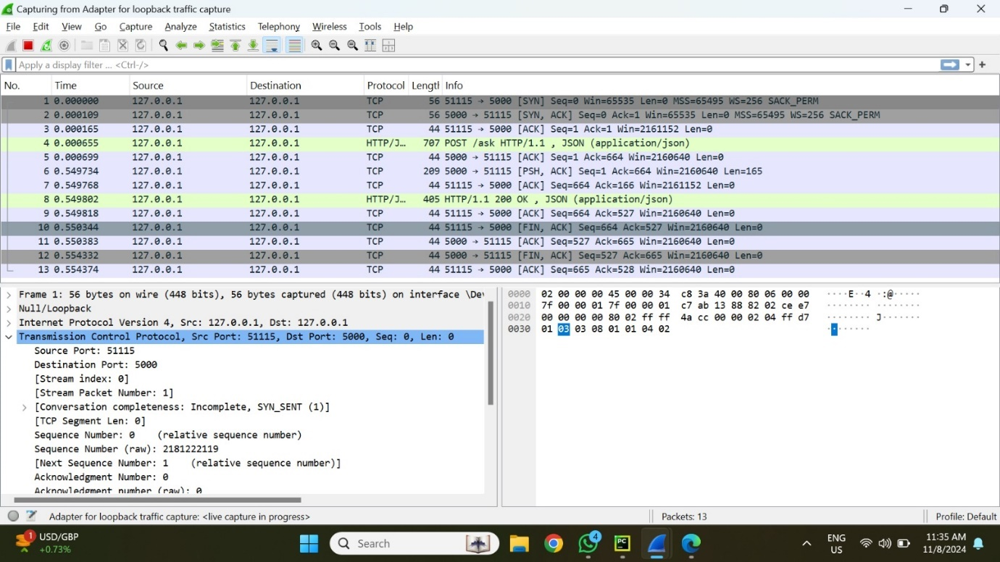 Capturing from Adapter for loopback traffic capture
File Edit View Go Capture Analyze Statistics Telephony Wireless Tools Help
Apply a display filter ... <Ctrl-/>
No. Time Source Destination Protocol Length Info
1 0.000000 127.0.0.1 127.0.0.1 TCP 56 51115 → 5000 [SYN] Seq=0 Win=65535 Len=0 MSS=65495 WS=256 SACK_PERM
2 0.000109 127.0.0.1 127.0.0.1 TCP 56 5000 → 51115 [SYN, ACK] Seq=0 Ack=1 Win=65535 Len=0 MSS=65495 WS=256 SACK_PERM
3 0.000165 127.0.0.1 127.0.0.1 TCP 44 51115 → 5000 [ACK] Seq=1 Ack=1 Win=2161152 Len=0
4 0.000655 127.0.0.1 127.0.0.1 HTTP/J... 707 POST /ask HTTP/1.1 , JSON (application/json)
5 0.000699 127.0.0.1 127.0.0.1 TCP 44 5000 → 51115 [ACK] Seq=1 Ack=664 Win=2160640 Len=0
6 0.549734 127.0.0.1 127.0.0.1 TCP 209 5000 → 51115 [PSH, ACK] Seq=1 Ack=664 Win=2160640 Len=165
7 0.549768 127.0.0.1 127.0.0.1 TCP 44 51115 → 5000 [ACK] Seq=664 Ack=166 Win=2161152 Len=0
8 0.549802 127.0.0.1 127.0.0.1 HTTP/J... 405 HTTP/1.1 200 OK , JSON (application/json)
9 0.549818 127.0.0.1 127.0.0.1 TCP 44 51115 → 5000 [ACK] Seq=664 Ack=527 Win=2160640 Len=0
10 0.550344 127.0.0.1 127.0.0.1 TCP 44 51115 → 5000 [FIN, ACK] Seq=664 Ack=527 Win=2160640 Len=0
11 0.550383 127.0.0.1 127.0.0.1 TCP 44 5000 → 51115 [ACK] Seq=527 Ack=665 Win=2160640 Len=0
12 0.554332 127.0.0.1 127.0.0.1 TCP 44 5000 → 51115 [FIN, ACK] Seq=527 Ack=665 Win=2160640 Len=0
13 0.554374 127.0.0.1 127.0.0.1 TCP 44 51115 → 5000 [ACK] Seq=665 Ack=528 Win=2160640 Len=0
Frame 1: 56 bytes on wire (448 bits), 56 bytes captured (448 bits) on interface \De
Null/Loopback
Internet Protocol Version 4, Src: 127.0.0.1, Dst: 127.0.0.1
Transmission Control Protocol, Src Port: 51115, Dst Port: 5000, Seq: 0, Len: 0
Source Port: 51115
Destination Port: 5000
[Stream index: 0]
[Stream Packet Number: 1]
[Conversation completeness: Incomplete, SYN_SENT (1)]
[TCP Segment Len: 0]
Sequence Number: 0 (relative sequence number)
Sequence Number (raw): 2181222119
[Next Sequence Number: 1 (relative sequence number)]
Acknowledgment Number: 0
Acknowledgment number (raw): 0
0000 02 00 00 00 45 00 00 34 c8 3a 40 00 80 06 00 00 ····E··4 ·:@·····
0010 7f 00 00 01 7f 00 00 01 c7 ab 13 88 82 02 ce e7 ········ ········
0020 00 00 00 00 80 02 ff ff 4a cc 00 00 02 04 ff d7 ········ J·······
0030 01 03 03 08 01 01 04 02 ········
Adapter for loopback traffic capture: <live capture in progress> Packets: 13 Profile: Default
1 USD/GBP
+0.73%
Search
4
PC
ENG
US
11:35 AM
11/8/2024